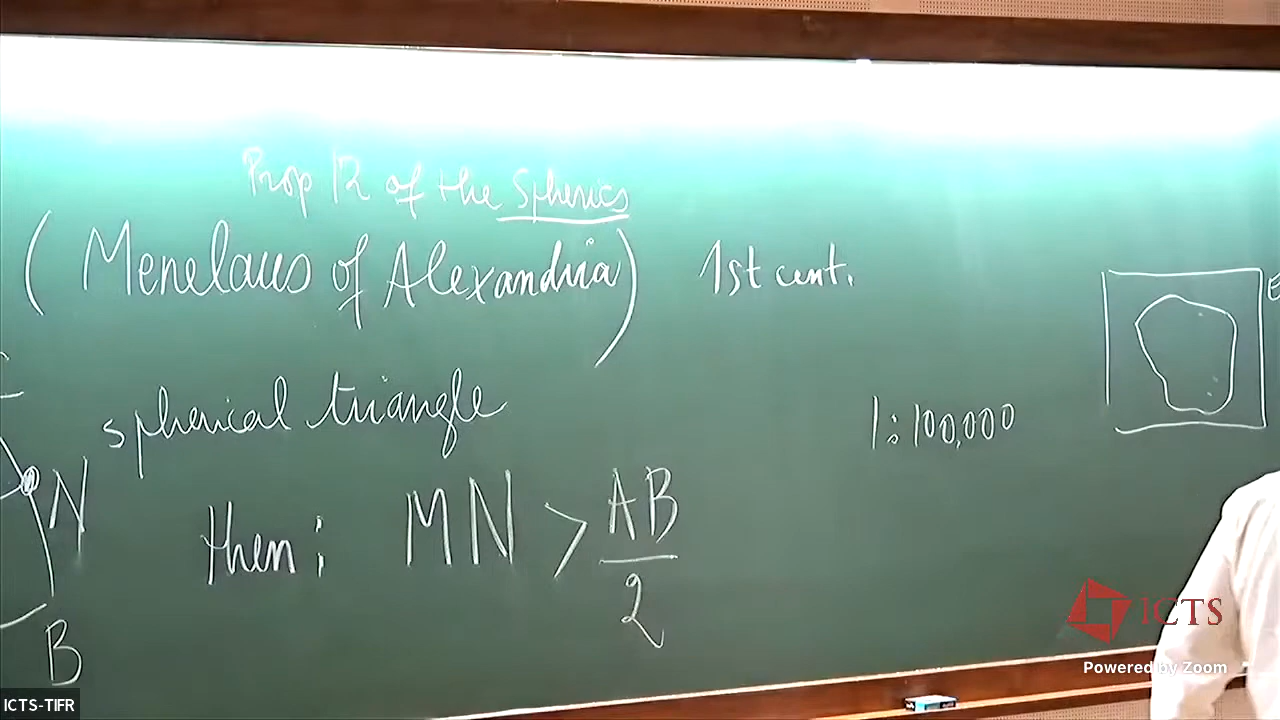 Prop 12 of the Spherics
(Menelaus of Alexandria) 1st cent.
spherical triangle
1:100,000
N
then: MN > AB
2
B
ICTS
Powered by Zoom
ICTS-TIFR